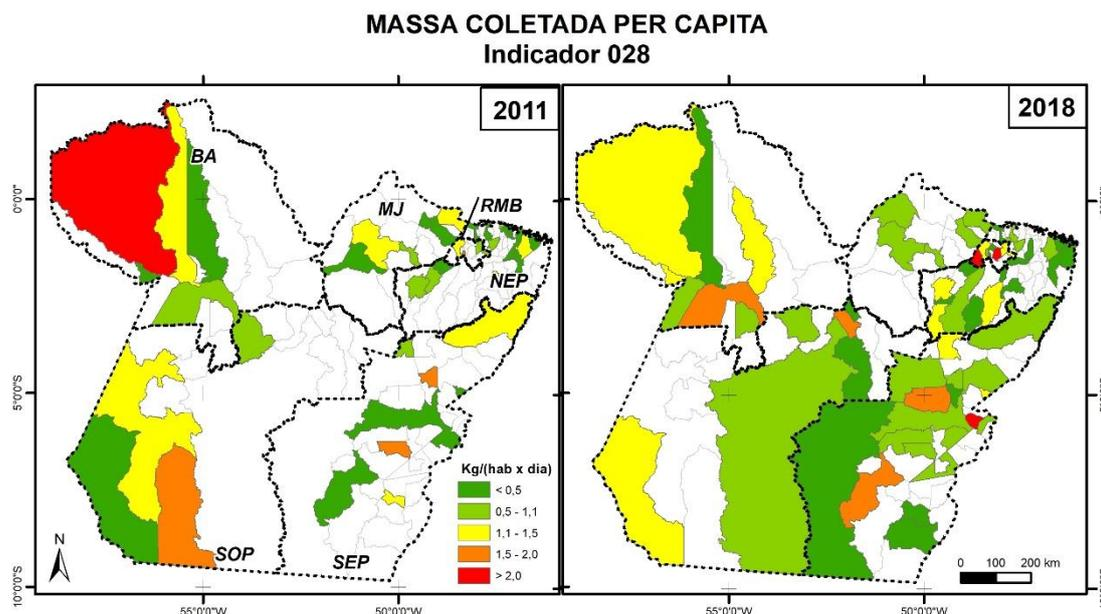 MASSA COLETADA PER CAPITA
Indicador 028
2011
2018
BA
MJ
RMB
NEP
SOP
SEP
0°0'0"
5°0'0"S
10°0'0"S
55°0'0"W
50°0'0"W
55°0'0"W
50°0'0"W
N
Kg/(hab x dia)
< 0,5
0,5 - 1,1
1,1 - 1,5
1,5 - 2,0
> 2,0
0 100 200 km